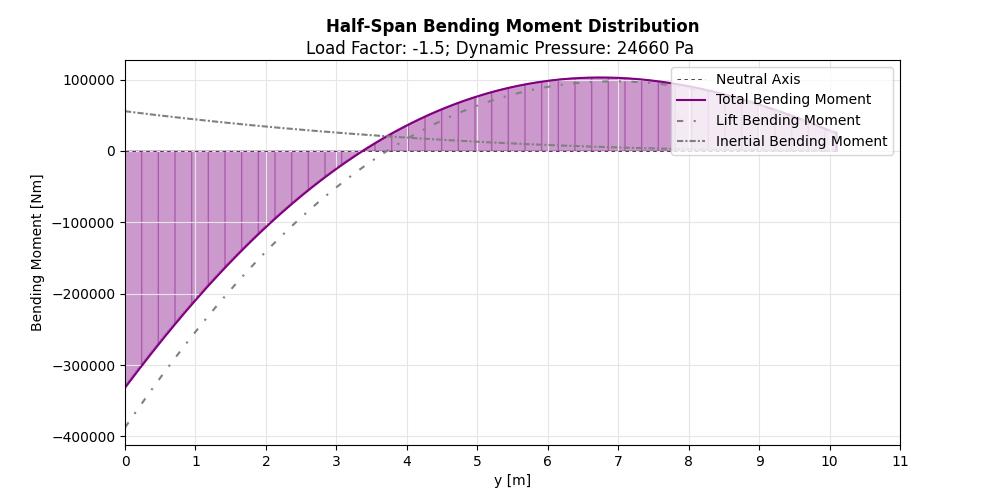 Half-Span Bending Moment Distribution
Load Factor: -1.5; Dynamic Pressure: 24660 Pa
Bending Moment [Nm]
100000
0
−100000
−200000
−300000
−400000
Neutral Axis
Total Bending Moment
Lift Bending Moment
Inertial Bending Moment
0 1 2 3 4 5 6 7 8 9 10 11
y [m]